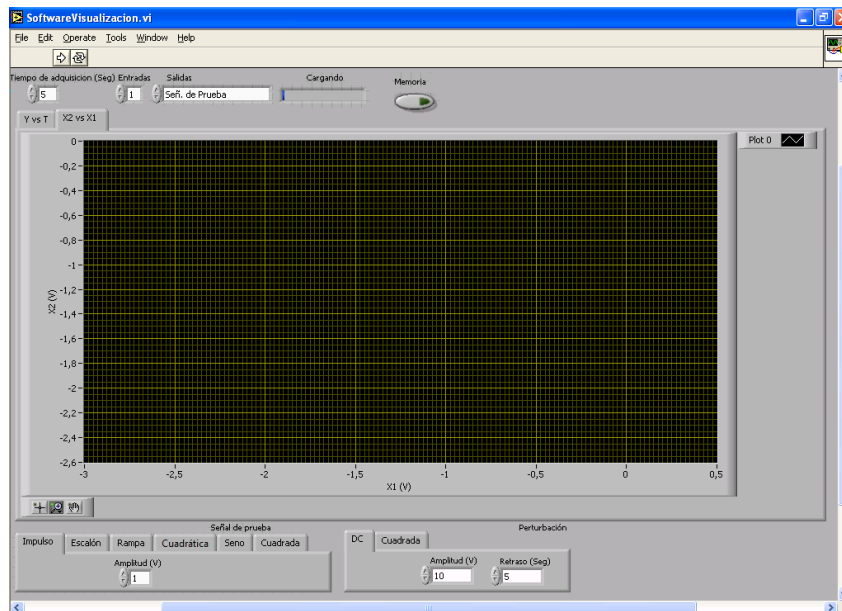 SoftwareVisualizacion.vi
File Edit Operate Tools Window Help
Tiempo de adquisicion (Seg) Entradas Salidas Cargando Memoria
5 1 Señ. de Prueba
Y vs T X2 vs X1
Plot 0
0
-0,2
-0,4
-0,6
-0,8
-1
-1,2
-1,4
-1,6
-1,8
-2
-2,2
-2,4
-2,6
X2 (V)
-3 -2,5 -2 -1,5 -1 -0,5 0 0,5
X1 (V)
Señal de prueba
Impulso Escalón Rampa Cuadrática Seno Cuadrada
Amplitud (V)
1
Perturbación
DC Cuadrada
Amplitud (V) Retraso (Seg)
10 5